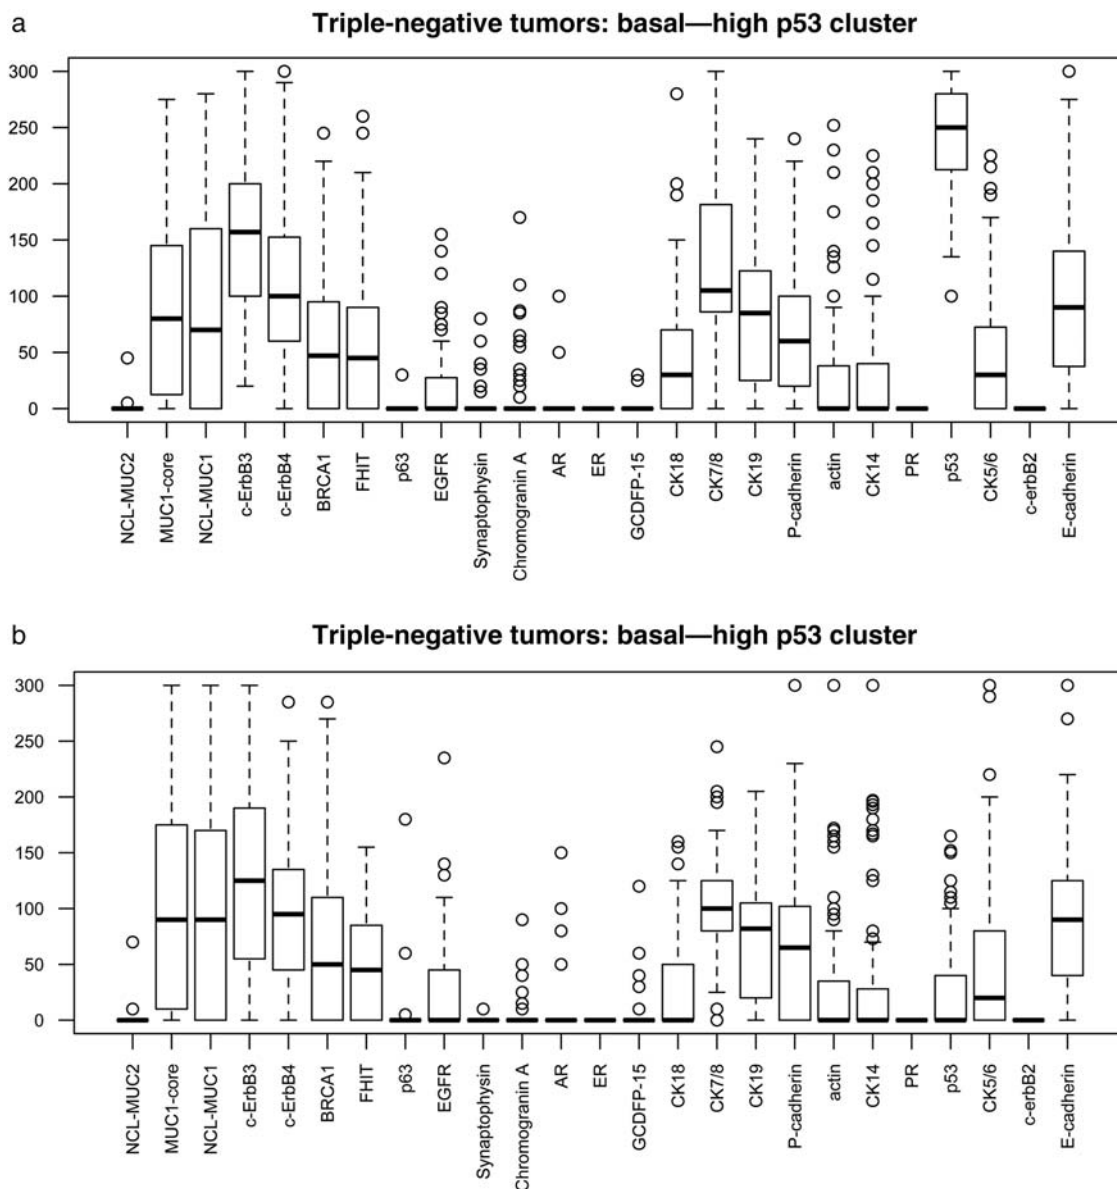 a
Triple-negative tumors: basal—high p53 cluster
300
250
200
150
100
50
0
NCL-MUC2
MUC1-core
NCL-MUC1
c-ErbB3
c-ErbB4
BRCA1
FHIT
p63
EGFR
Synaptophysin
Chromogranin A
AR
ER
GCDFP-15
CK18
CK7/8
CK19
P-cadherin
actin
CK14
PR
p53
CK5/6
c-erbB2
E-cadherin
b
Triple-negative tumors: basal—high p53 cluster
300
250
200
150
100
50
0
NCL-MUC2
MUC1-core
NCL-MUC1
c-ErbB3
c-ErbB4
BRCA1
FHIT
p63
EGFR
Synaptophysin
Chromogranin A
AR
ER
GCDFP-15
CK18
CK7/8
CK19
P-cadherin
actin
CK14
PR
p53
CK5/6
c-erbB2
E-cadherin